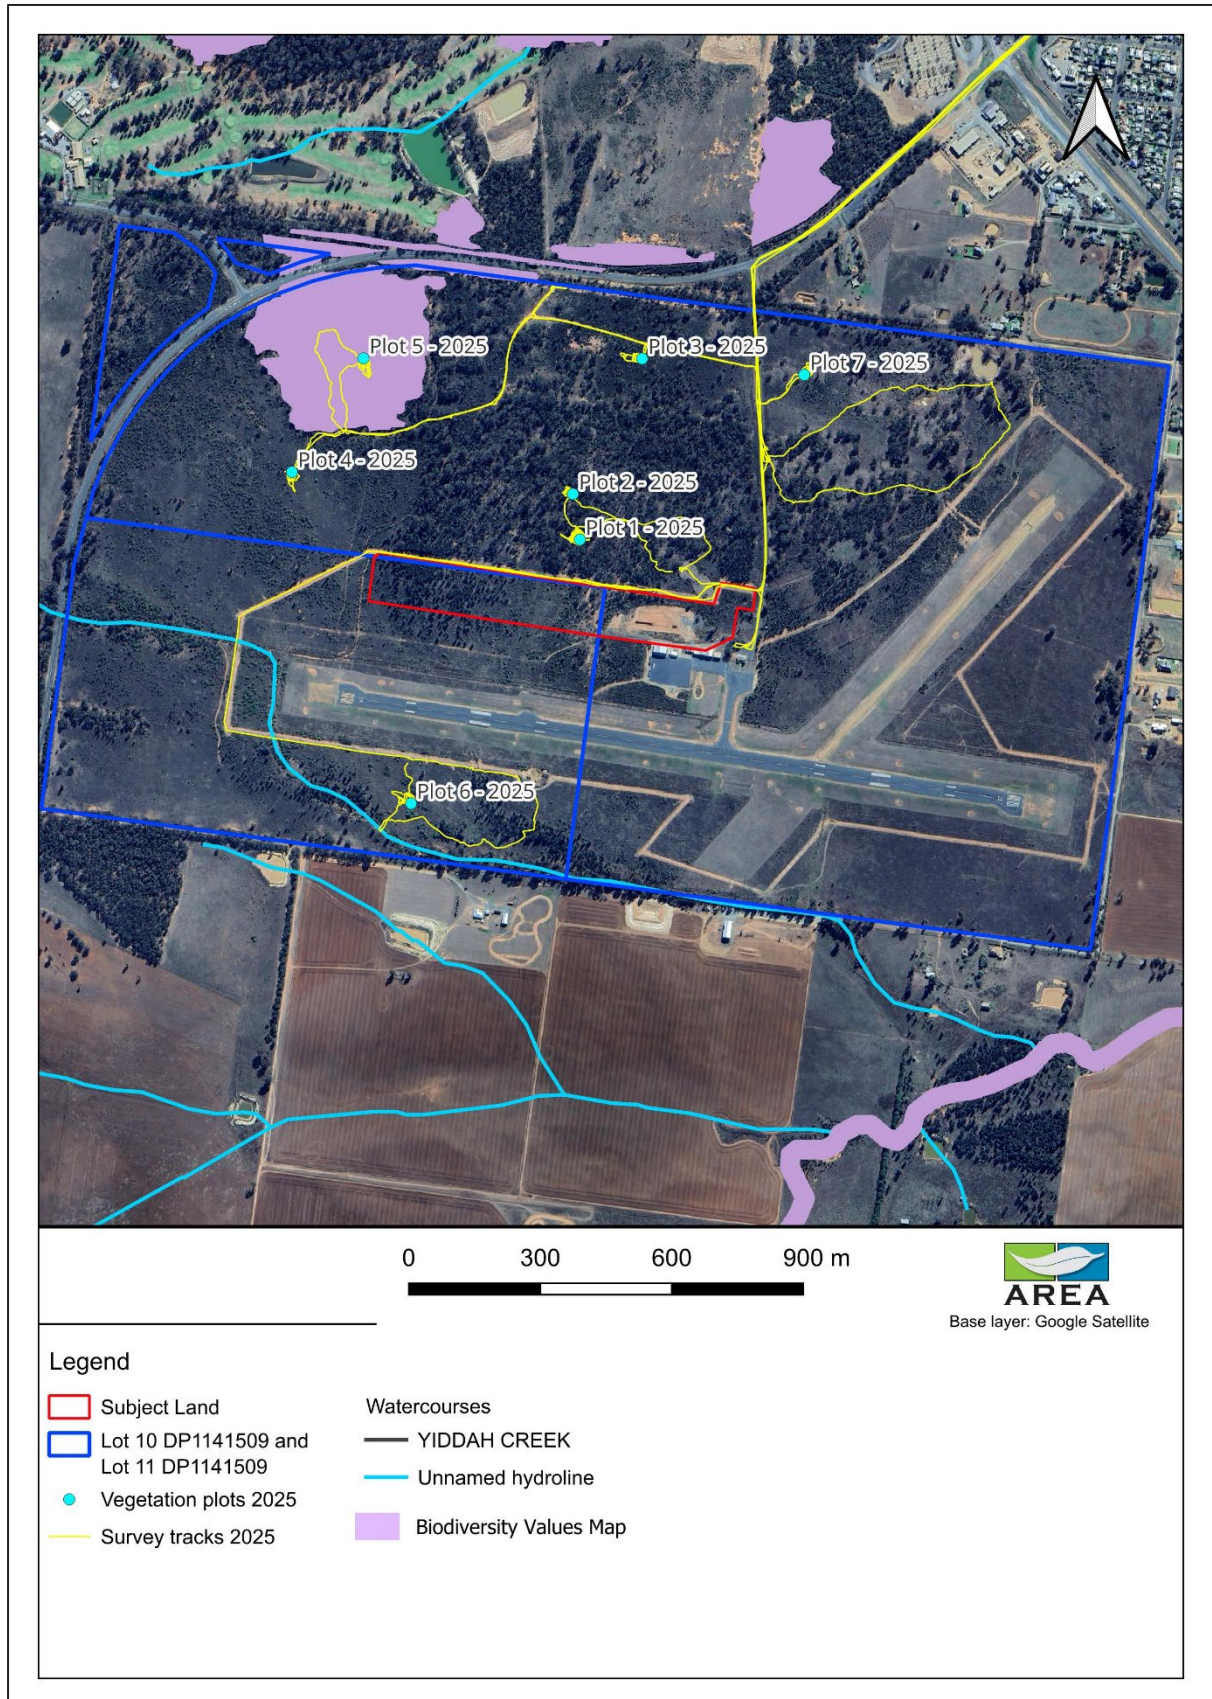 Plot 5 - 2025
Plot 3 - 2025
Plot 7 - 2025
Plot 4 - 2025
Plot 2 - 2025
Plot 1 - 2025
Plot 6 - 2025
0 300 600 900 m
AREA
Base layer: Google Satellite
Legend
Subject Land
Lot 10 DP1141509 and
Lot 11 DP1141509
Vegetation plots 2025
Survey tracks 2025
Watercourses
YIDDAH CREEK
Unnamed hydroline
Biodiversity Values Map